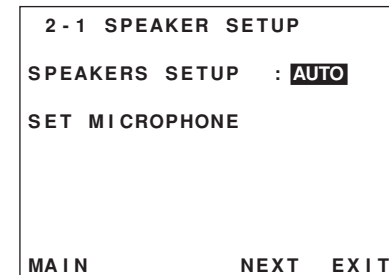 2-1 SPEAKER SETUP
SPEAKERS SETUP : AUTO
SET MICROPHONE
MAIN NEXT EXIT